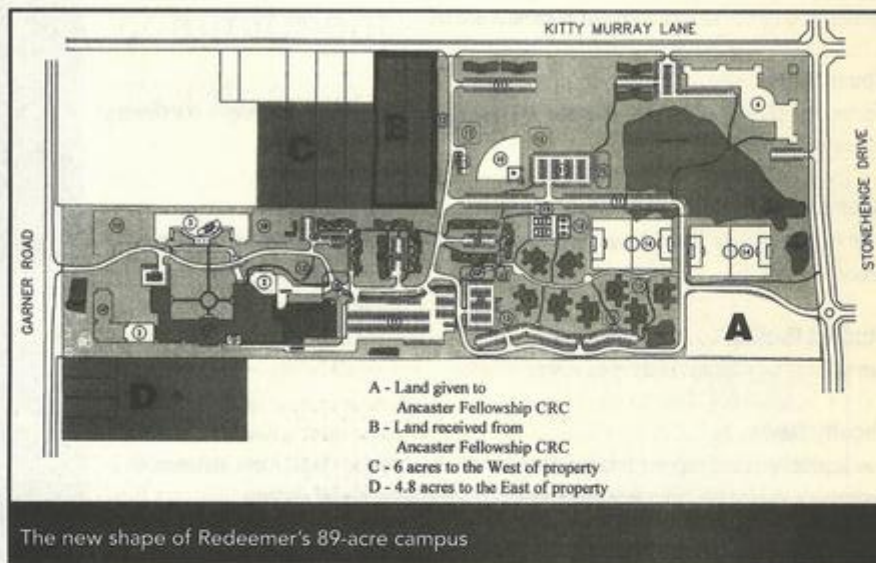 KITTY MURRAY LANE
GARNER ROAD
STONEHENGE DRIVE
C
B
D
A
A - Land given to
Ancaster Fellowship CRC
B - Land received from
Ancaster Fellowship CRC
C - 6 acres to the West of property
D - 4.8 acres to the East of property
The new shape of Redeemer's 89-acre campus